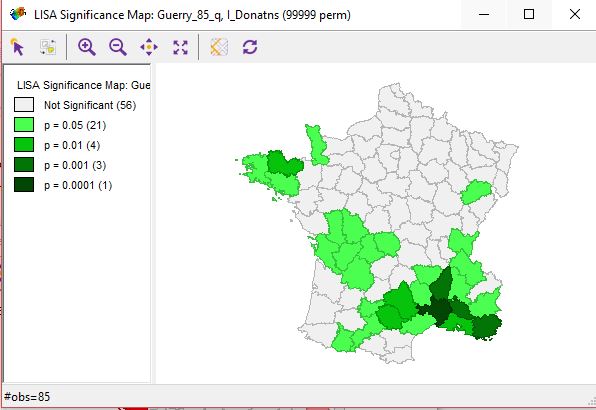 LISA Significance Map: Guerry_85_q, I_Donatns (99999 perm)
LISA Significance Map: Gue
Not Significant (56)
p = 0.05 (21)
p = 0.01 (4)
p = 0.001 (3)
p = 0.0001 (1)
#obs=85